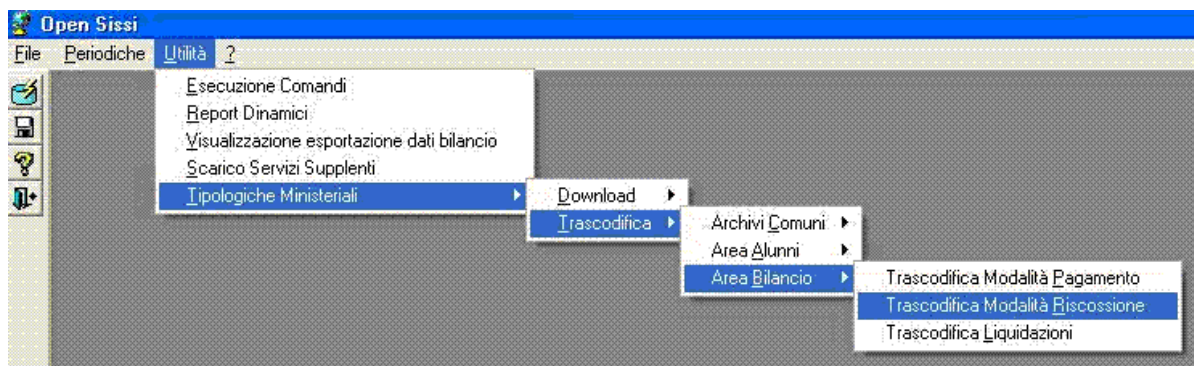 Open Sissi
File Periodiche Utilità ?
Esecuzione Comandi
Report Dinamici
Visualizzazione esportazione dati bilancio
Scarico Servizi Supplenti
Tipologiche Ministeriali
Download
Trascodifica
Archivi Comuni
Area Alunni
Area Bilancio
Trascodifica Modalità Pagamento
Trascodifica Modalità Riscossione
Trascodifica Liquidazioni